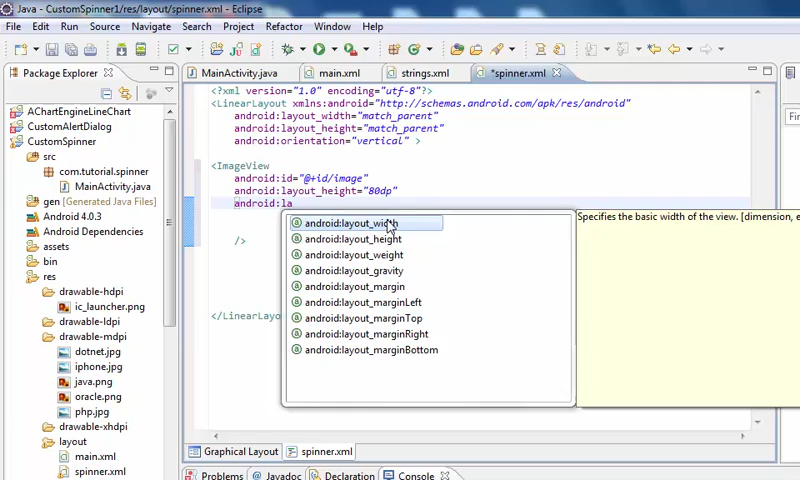 Java - CustomSpinner1/res/layout/spinner.xml - Eclipse
File Edit Run Source Navigate Search Project Refactor Window Help
Package Explorer
MainActivity.java main.xml strings.xml *spinner.xml
AChartEngineLineChart
CustomAlertDialog
CustomSpinner
src
com.tutorial.spinner
MainActivity.java
gen [Generated Java Files]
Android 4.0.3
Android Dependencies
assets
bin
res
drawable-hdpi
ic_launcher.png
drawable-ldpi
drawable-mdpi
dotnet.jpg
iphone.jpg
java.png
oracle.png
php.jpg
drawable-xhdpi
layout
main.xml
spinner.xml
<?xml version="1.0" encoding="utf-8"?>
<LinearLayout xmlns:android="http://schemas.android.com/apk/res/android"
android:layout_width="match_parent"
android:layout_height="match_parent"
android:orientation="vertical" >
<ImageView
android:id="@+id/image"
android:layout_height="80dp"
android:la
/>
</LinearLayou
android:layout_width
android:layout_height
android:layout_weight
android:layout_gravity
android:layout_margin
android:layout_marginLeft
android:layout_marginTop
android:layout_marginRight
android:layout_marginBottom
Specifies the basic width of the view. [dimension, e
Fin
Graphical Layout spinner.xml
Problems Javadoc Declaration Console